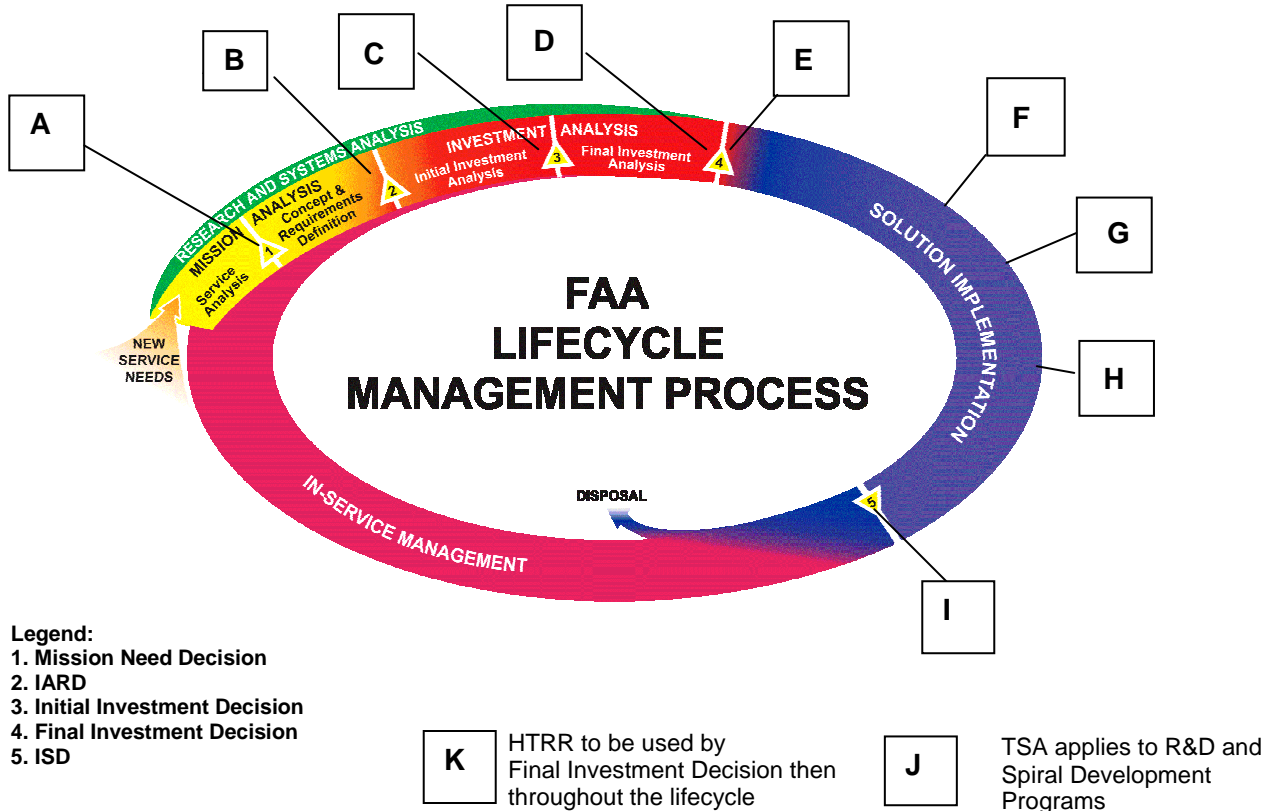 A
B
C
D
E
F
G
H
I
RESEARCH AND SYSTEMS ANALYSIS
MISSION ANALYSIS
Service
Analysis
1
Concept &
Requirements
Definition
2
INVESTMENT ANALYSIS
Initial Investment
Analysis
3
Final Investment
Analysis
4
SOLUTION IMPLEMENTATION
NEW
SERVICE
NEEDS
FAA
LIFECYCLE
MANAGEMENT PROCESS
DISPOSAL
5
IN-SERVICE MANAGEMENT
Legend:
1. Mission Need Decision
2. IARD
3. Initial Investment Decision
4. Final Investment Decision
5. ISD
K
HTRR to be used by
Final Investment Decision then
throughout the lifecycle
J
TSA applies to R&D and
Spiral Development
Programs